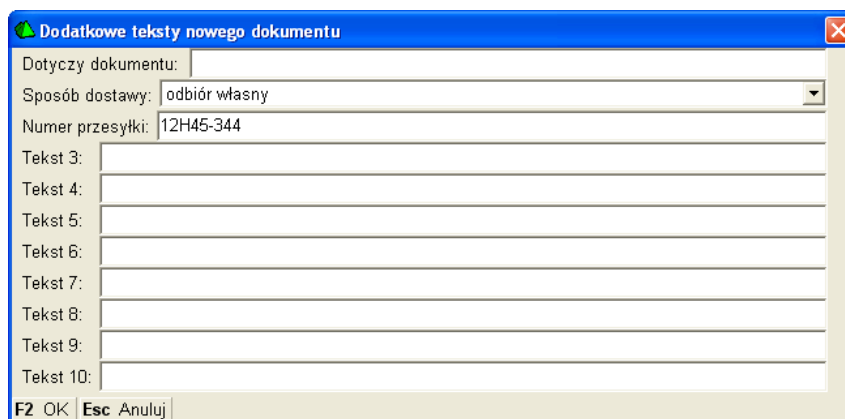 Dodatkowe teksty nowego dokumentu
Dotyczy dokumentu:
Sposób dostawy: odbiór własny
Numer przesyłki: 12H45-344
Tekst 3:
Tekst 4:
Tekst 5:
Tekst 6:
Tekst 7:
Tekst 8:
Tekst 9:
Tekst 10:
F2 OK Esc Anuluj